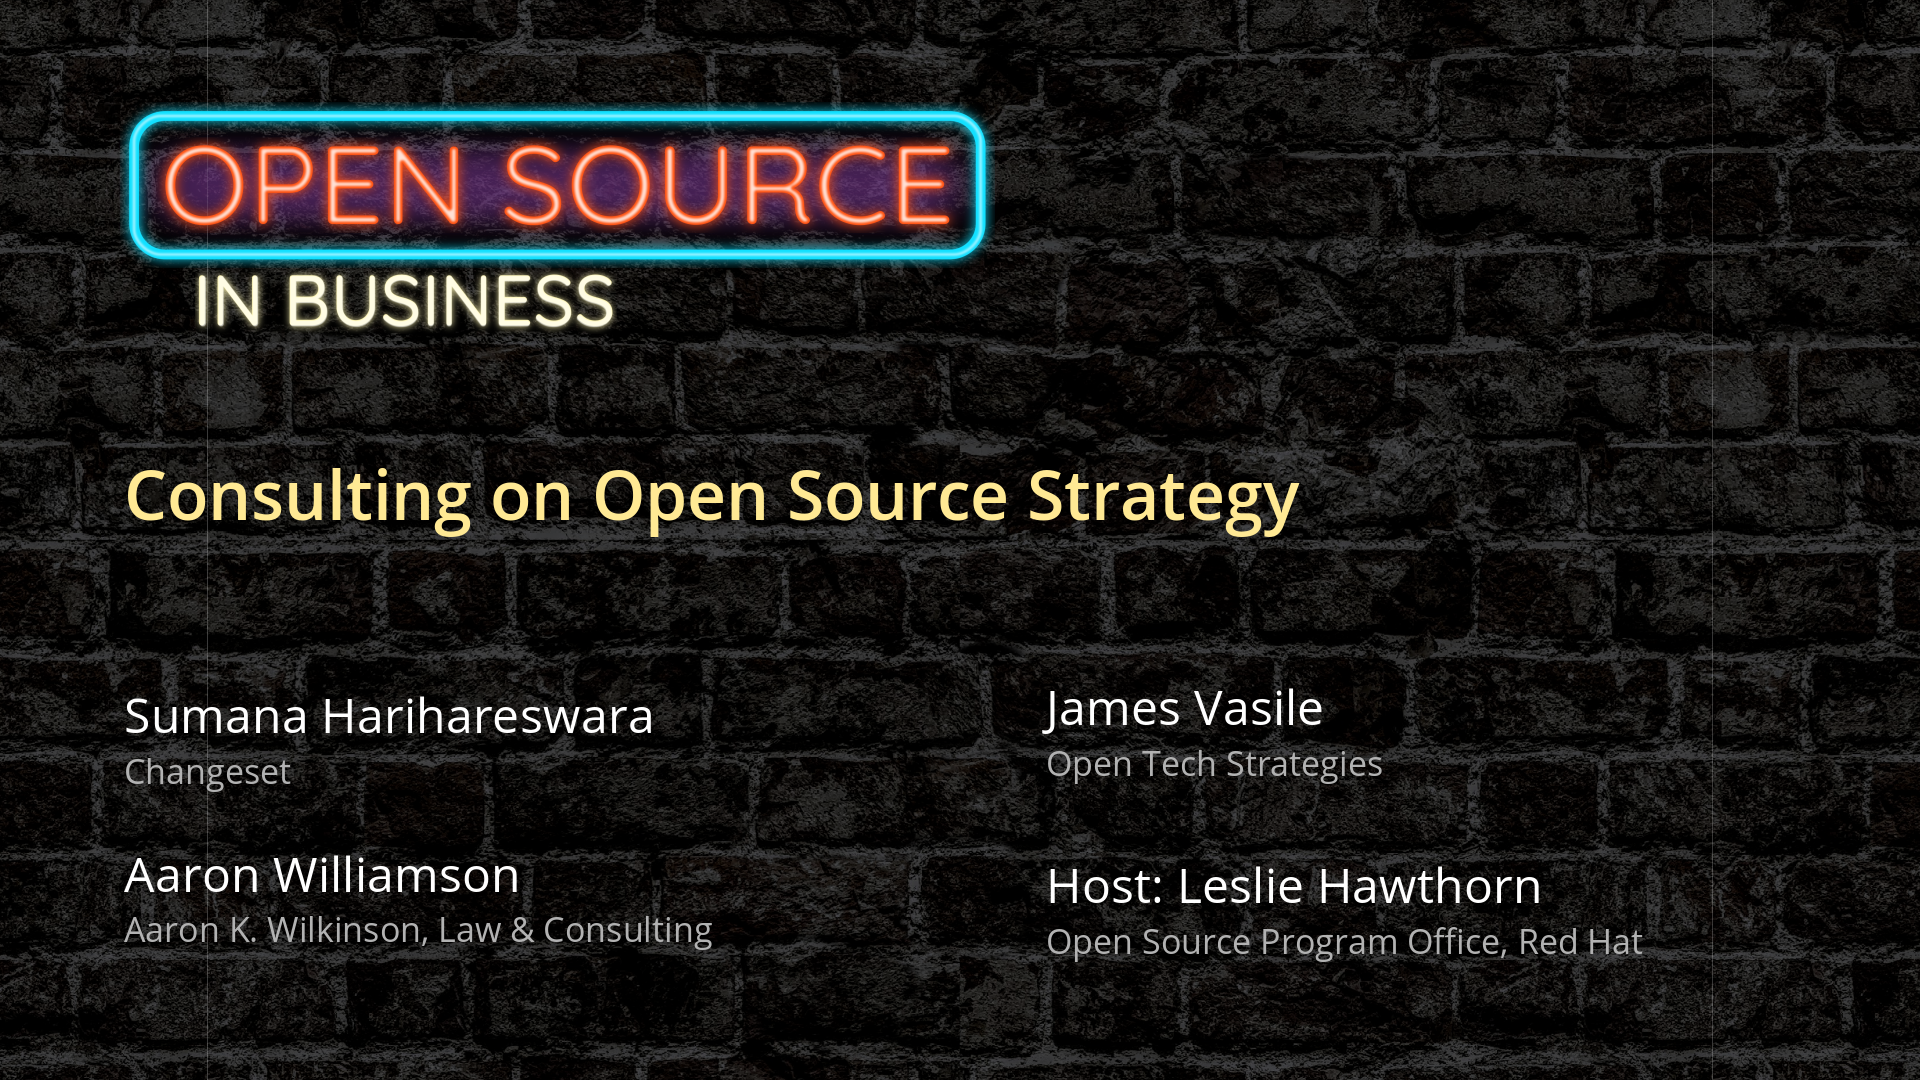 OPEN SOURCE
IN BUSINESS
Consulting on Open Source Strategy
Sumana Harihareswara
Changeset
Aaron Williamson
Aaron K. Wilkinson, Law & Consulting
James Vasile
Open Tech Strategies
Host: Leslie Hawthorn
Open Source Program Office, Red Hat